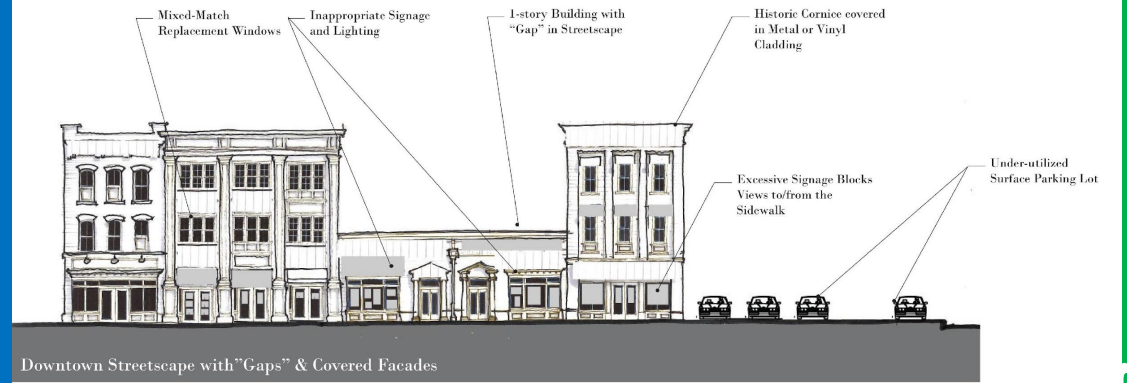 Mixed-Match
Replacement Windows
Inappropriate Signage
and Lighting
1-story Building with
“Gap” in Streetscape
Historic Cornice covered
in Metal or Vinyl
Cladding
Under-utilized
Surface Parking Lot
Excessive Signage Blocks
Views to/from the
Sidewalk
Downtown Streetscape with”Gaps” & Covered Facades